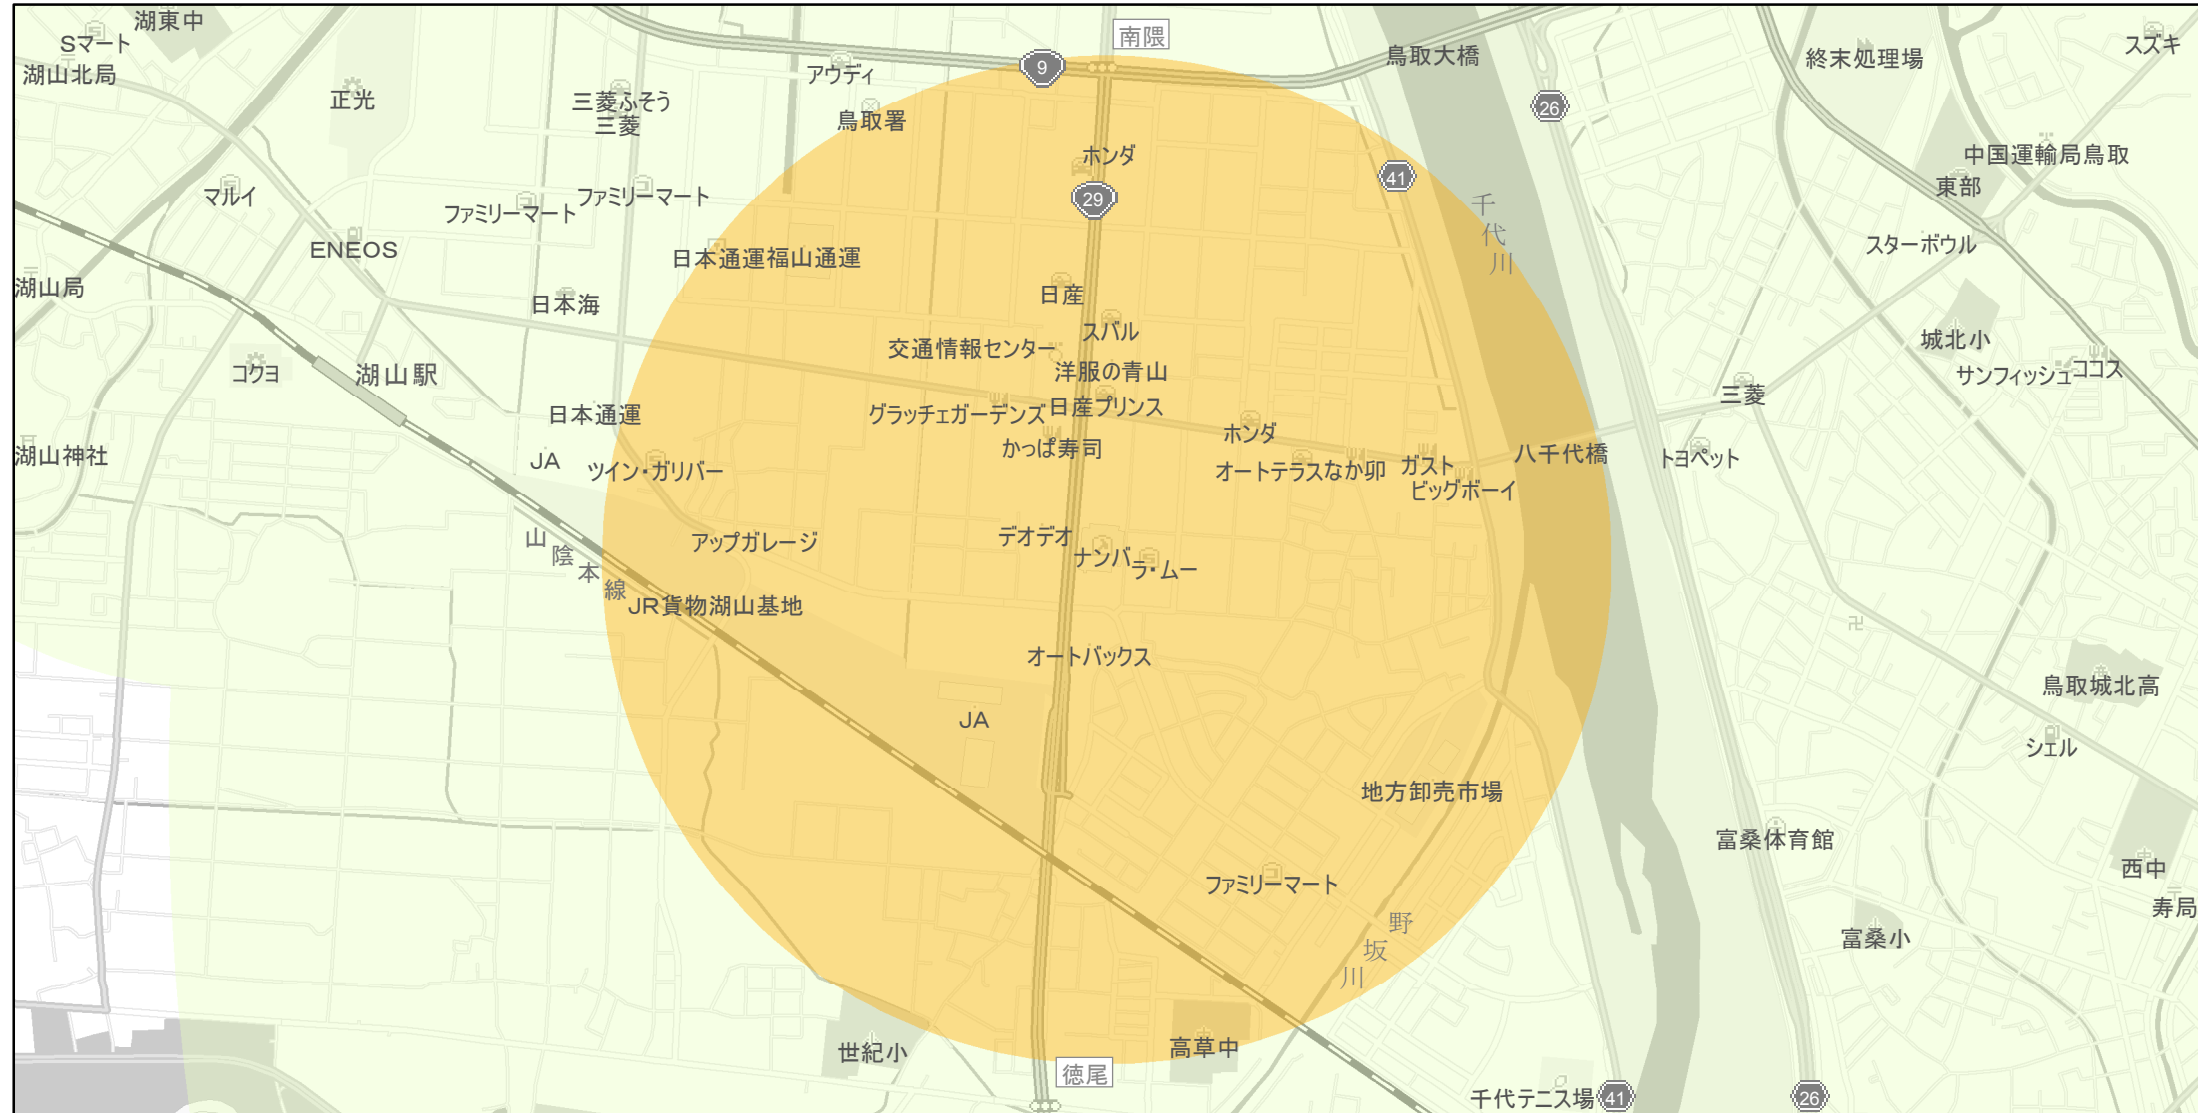 湖東中
南隈
Sマート
スズキ
鳥取大橋
終末処理場
9
アウディ
湖山北局
正光
三菱ふそう
26
鳥取署
三菱
ホンダ
中国運輸局鳥取
41
東部
マルイ
ファミリーマート
29
ファミリーマート
千代川
ENEOS
日本通運福山通運
スターボウル
湖山局
日産
日本海
スバル
城北小
交通情報センター
湖山駅
コクヨ
洋服の青山
サンフィッシュ
ココス
三菱
日本通運
グラッチェガーデンズ
日産プリンス
ホンダ
かっぱ寿司
湖山神社
JA
ツイン・ガリバー
オートテラス
なか卯
ガスト
八千代橋
トヨペット
ビッグボーイ
山陰本線
アップガレージ
デオデオ
ナンバ
ラ・ムー
JR貨物湖山基地
オートバックス
鳥取城北高
JA
シェル
地方卸売市場
富桑体育館
西中
ファミリーマート
寿局
野坂川
富桑小
世紀小
高草中
徳尾
千代テニス場
41
26